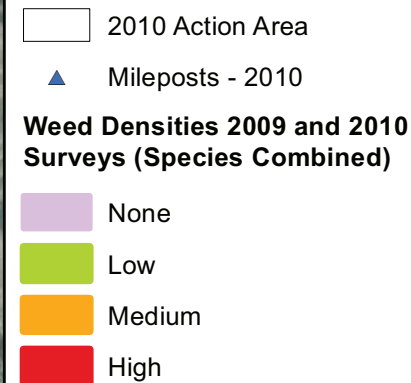 2010 Action Area
Mileposts - 2010
Weed Densities 2009 and 2010
Surveys (Species Combined)
None
Low
Medium
High